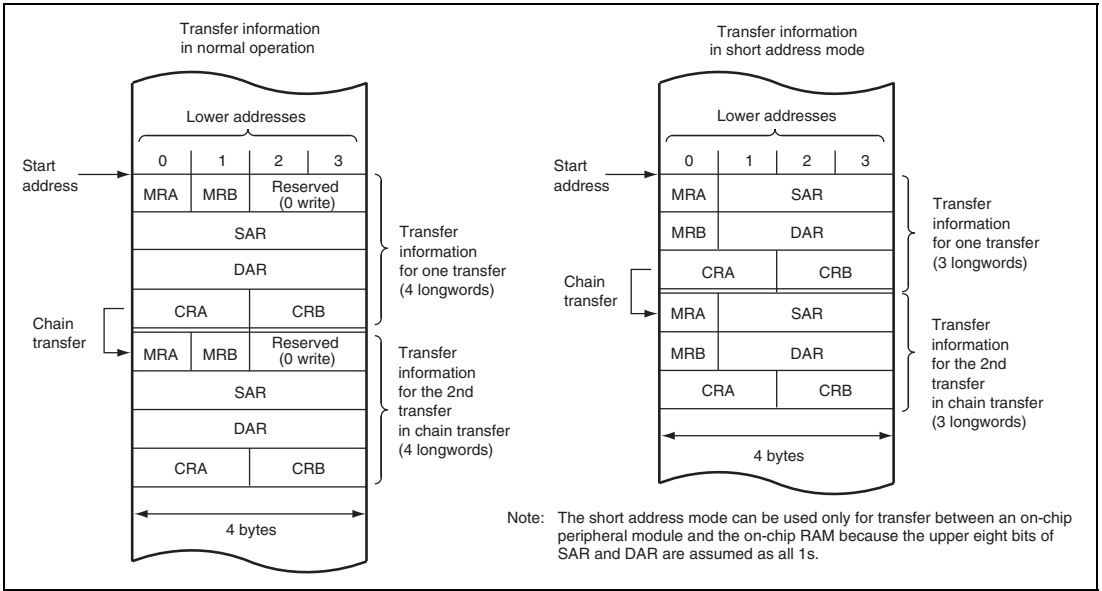 Transfer information
in normal operation
Lower addresses
0 1 2 3
Start
address
MRA MRB Reserved
(0 write)
SAR
DAR
CRA CRB
Transfer
information
for one transfer
(4 longwords)
Chain
transfer
MRA MRB Reserved
(0 write)
SAR
DAR
CRA CRB
Transfer
information
for the 2nd
transfer
in chain transfer
(4 longwords)
4 bytes
Transfer information
in short address mode
Lower addresses
0 1 2 3
Start
address
MRA SAR
MRB DAR
CRA CRB
Transfer
information
for one transfer
(3 longwords)
Chain
transfer
MRA SAR
MRB DAR
CRA CRB
Transfer
information
for the 2nd
transfer
in chain transfer
(3 longwords)
4 bytes
Note: The short address mode can be used only for transfer between an on-chip
peripheral module and the on-chip RAM because the upper eight bits of
SAR and DAR are assumed as all 1s.